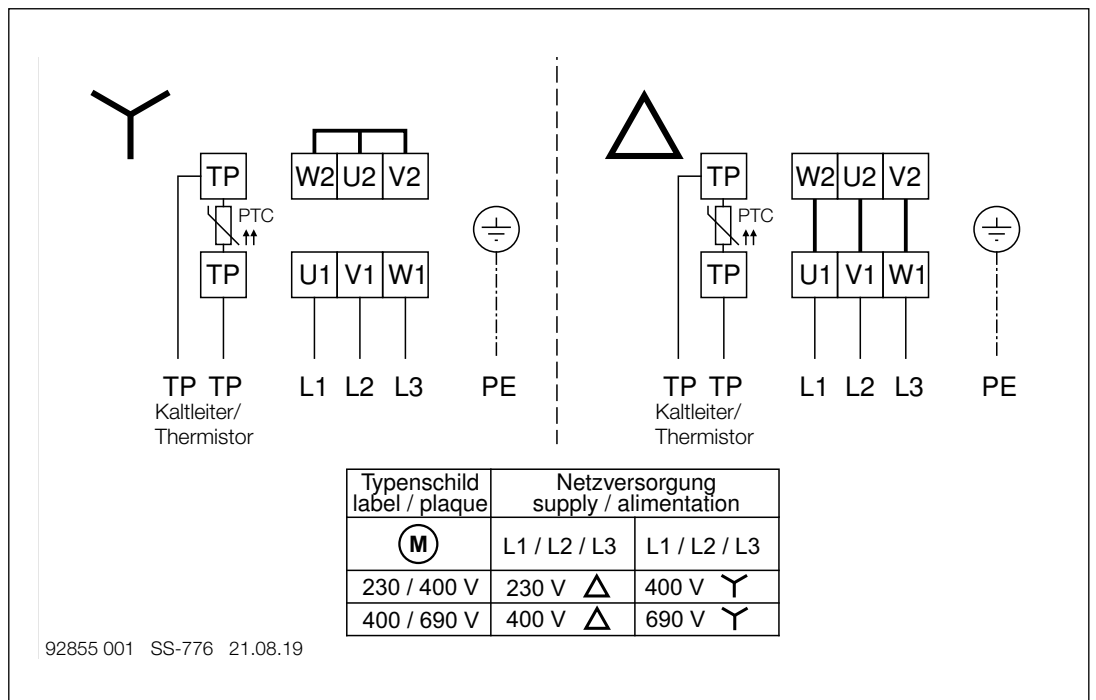 TP
W2 U2 V2
PTC
TP
U1 V1 W1
TP TP L1 L2 L3 PE
Kaltleiter/
Thermistor
TP
W2 U2 V2
PTC
TP
U1 V1 W1
TP TP L1 L2 L3 PE
Kaltleiter/
Thermistor
Typenschild
label / plaque
Netzversorgung
supply / alimentation
M
L1 / L2 / L3
L1 / L2 / L3
230 / 400 V
230 V
400 V
400 / 690 V
400 V
690 V
92855 001 SS-776 21.08.19